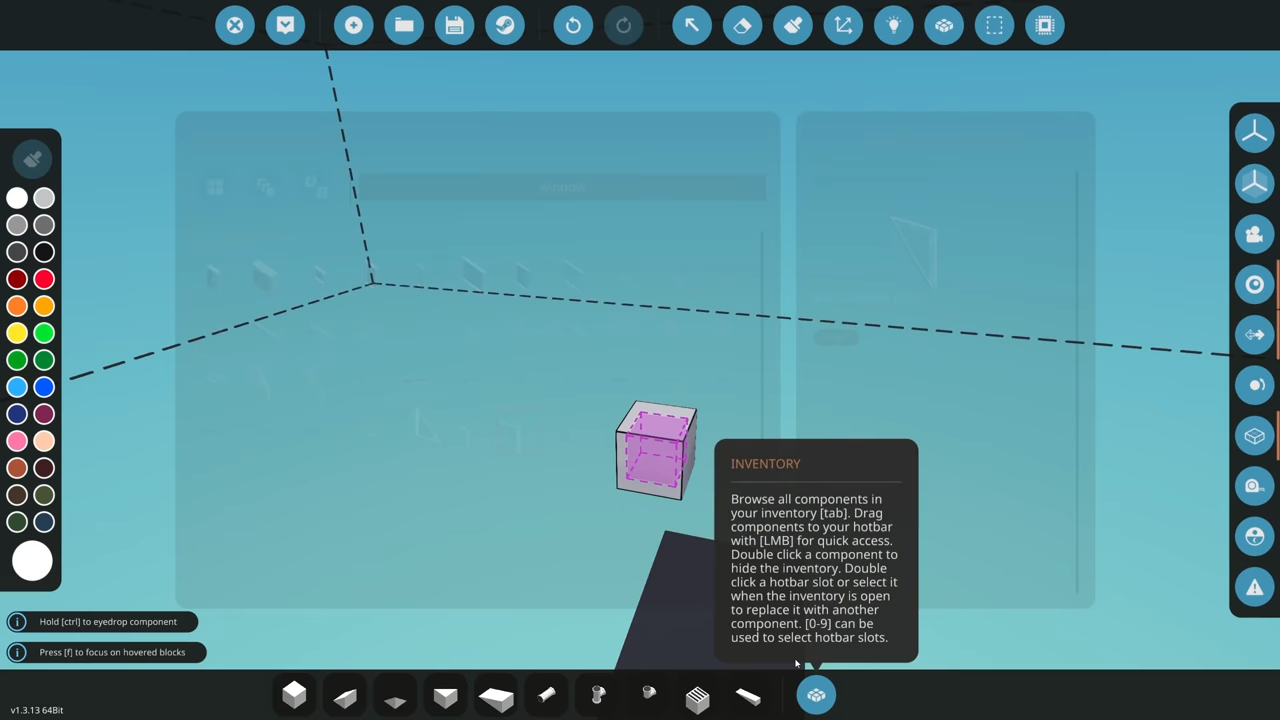 window
INVENTORY
Browse all components in
your inventory [tab]. Drag
components to your hotbar
with [LMB] for quick access.
Double click a component to
hide the inventory. Double
click a hotbar slot or select it
when the inventory is open
to replace it with another
component. [0-9] can be
used to select hotbar slots.
Hold [ctrl] to eyedrop component
Press [f] to focus on hovered blocks
v1.3.13 64Bit